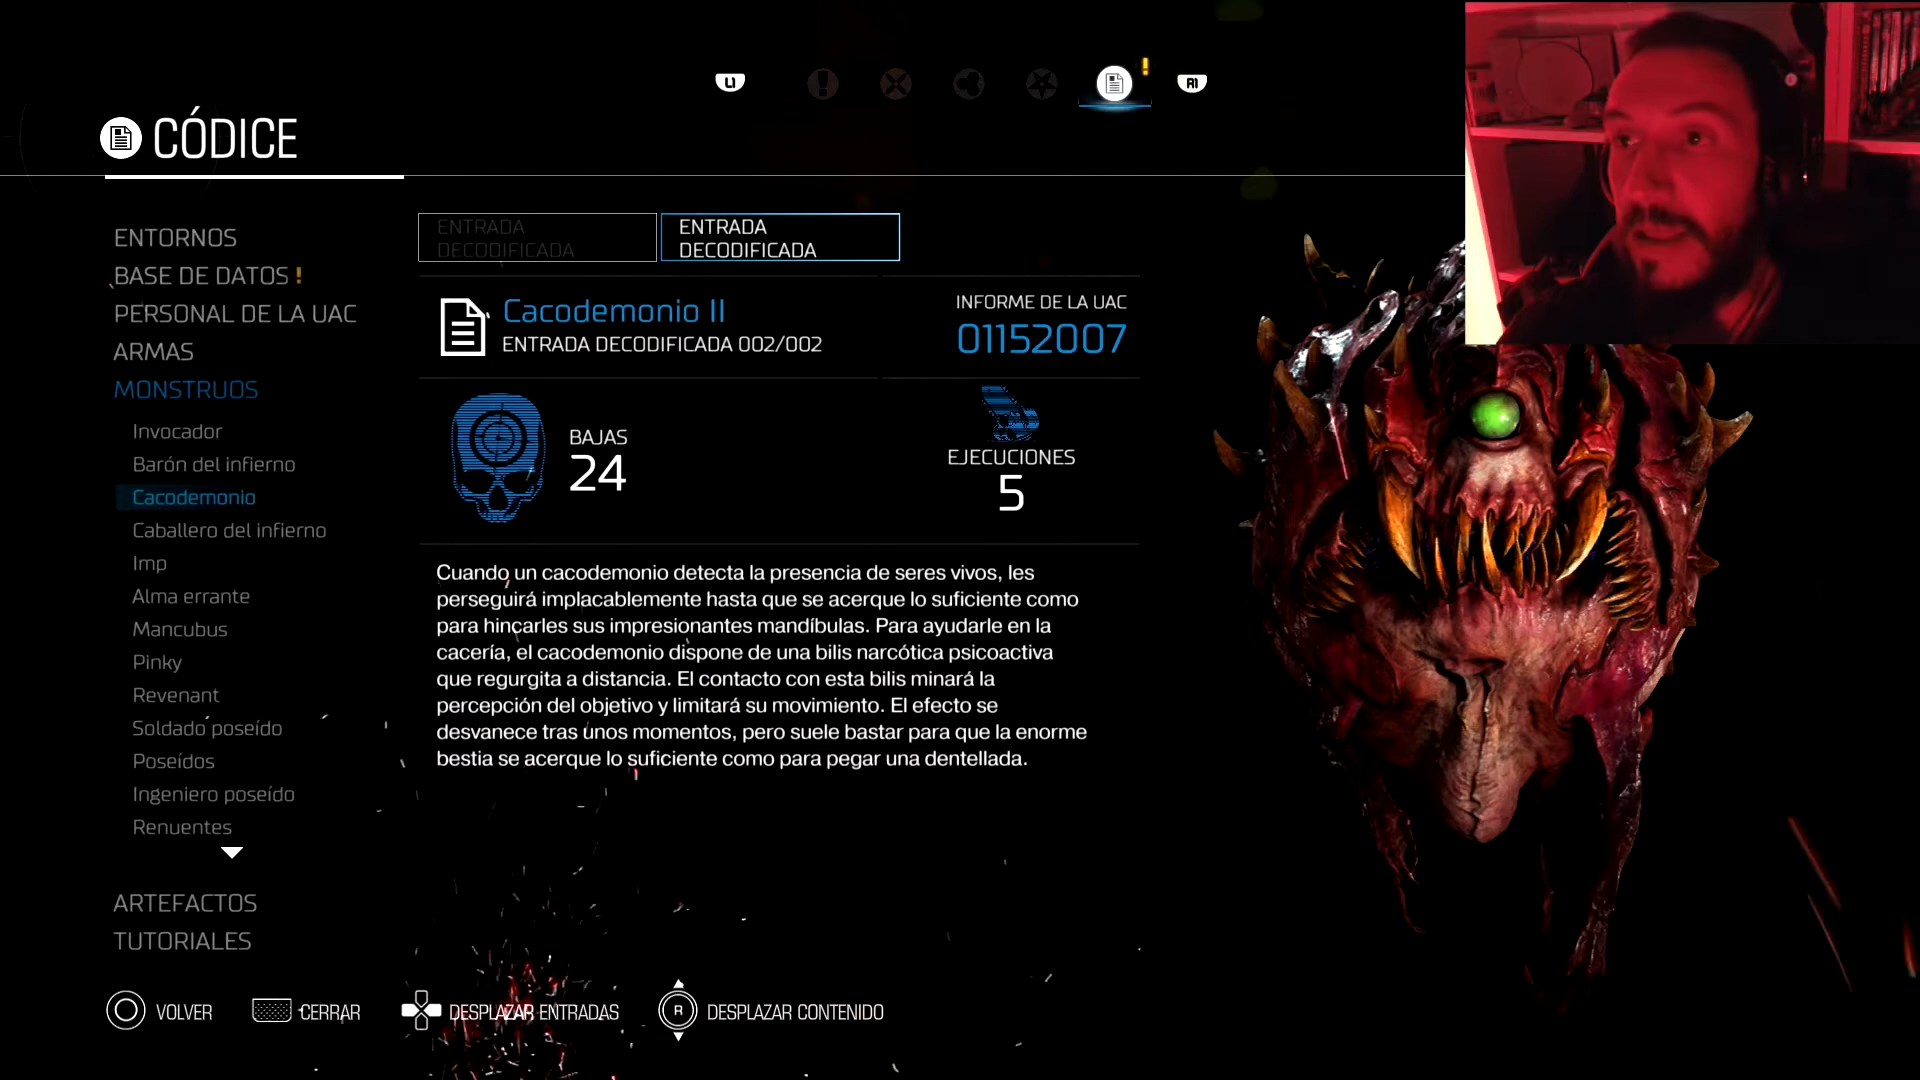 L1
!
R1
CÓDICE
ENTORNOS
BASE DE DATOS !
PERSONAL DE LA UAC
ARMAS
MONSTRUOS
Invocador
Barón del infierno
Cacodemonio
Caballero del infierno
Imp
Alma errante
Mancubus
Pinky
Revenant
Soldado poseído
Poseídos
Ingeniero poseído
Renuentes
ARTEFACTOS
TUTORIALES
ENTRADA
DECODIFICADA
ENTRADA
DECODIFICADA
Cacodemonio II
ENTRADA DECODIFICADA 002/002
INFORME DE LA UAC
01152007
BAJAS
24
EJECUCIONES
5
Cuando un cacodemonio detecta la presencia de seres vivos, les
perseguirá implacablemente hasta que se acerque lo suficiente como
para hincarles sus impresionantes mandíbulas. Para ayudarle en la
cacería, el cacodemonio dispone de una bilis narcótica psicoactiva
que regurgita a distancia. El contacto con esta bilis minará la
percepción del objetivo y limitará su movimiento. El efecto se
desvanece tras unos momentos, pero suele bastar para que la enorme
bestia se acerque lo suficiente como para pegar una dentellada.
VOLVER
CERRAR
DESPLAZAR ENTRADAS
R
DESPLAZAR CONTENIDO